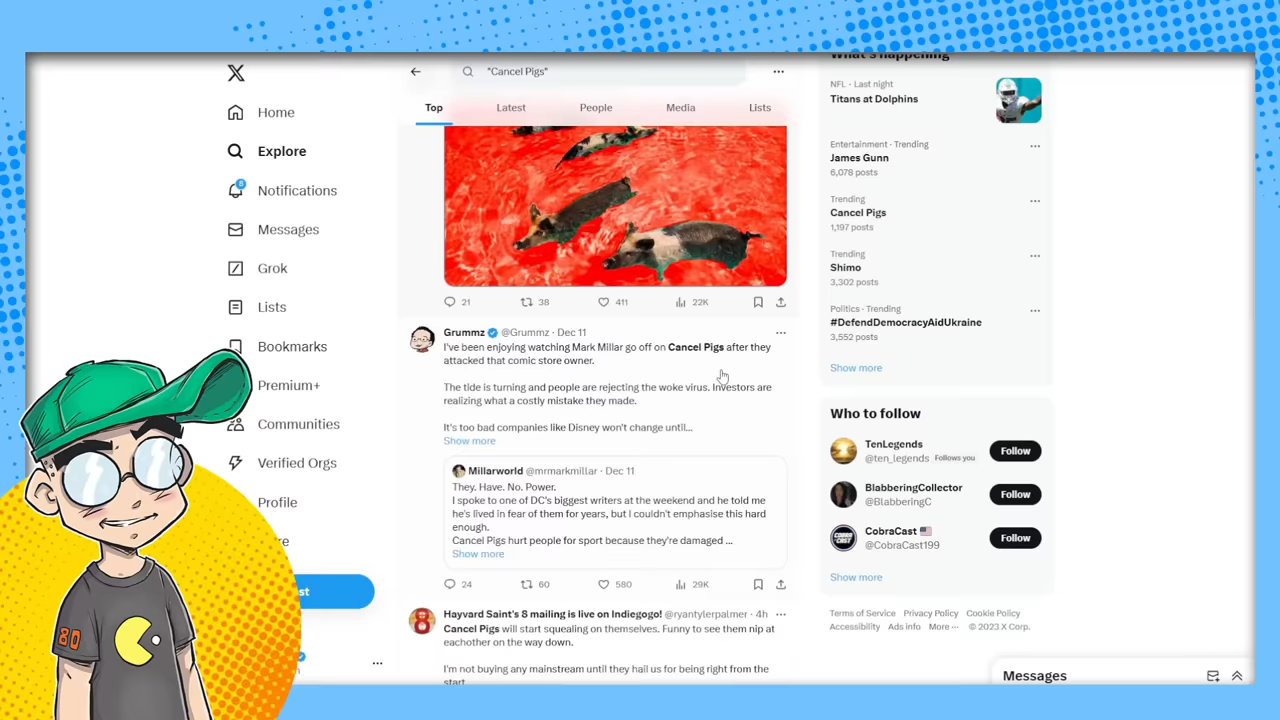 Home
Explore
8
Notifications
Messages
Grok
Lists
Bookmarks
Premium+
Communities
Verified Orgs
Profile
"Cancel Pigs"
Top
Latest
People
Media
Lists
21
38
411
22K
Grummz @Grummz · Dec 11
I've been enjoying watching Mark Millar go off on Cancel Pigs after they
attacked that comic store owner.
The tide is turning and people are rejecting the woke virus. Investors are
realizing what a costly mistake they made.
It's too bad companies like Disney won't change until...
Show more
Millarworld @mrmarkmillar · Dec 11
They. Have. No. Power.
I spoke to one of DC's biggest writers at the weekend and he told me
he's lived in fear of them for years, but I couldn't emphasise this hard
enough.
Cancel Pigs hurt people for sport because they're damaged ...
Show more
24
60
580
29K
Hayvard Saint's 8 mailing is live on Indiegogo! @ryantylerpalmer · 4h
Cancel Pigs will start squealing on themselves. Funny to see them nip at
eachother on the way down.
I'm not buying any mainstream until they hail us for being right from the
start.
What's happening
NFL · Last night
Titans at Dolphins
Entertainment · Trending
James Gunn
6,078 posts
Trending
Cancel Pigs
1,197 posts
Trending
Shimo
3,302 posts
Politics · Trending
#DefendDemocracyAidUkraine
3,552 posts
Show more
Who to follow
TenLegends
@ten_legends Follows you
Follow
BlabberingCollector
@BlabberingC
Follow
CobraCast
@CobraCast199
Follow
Show more
Terms of Service Privacy Policy Cookie Policy
Accessibility Ads info More ··· © 2023 X Corp.
Messages
80